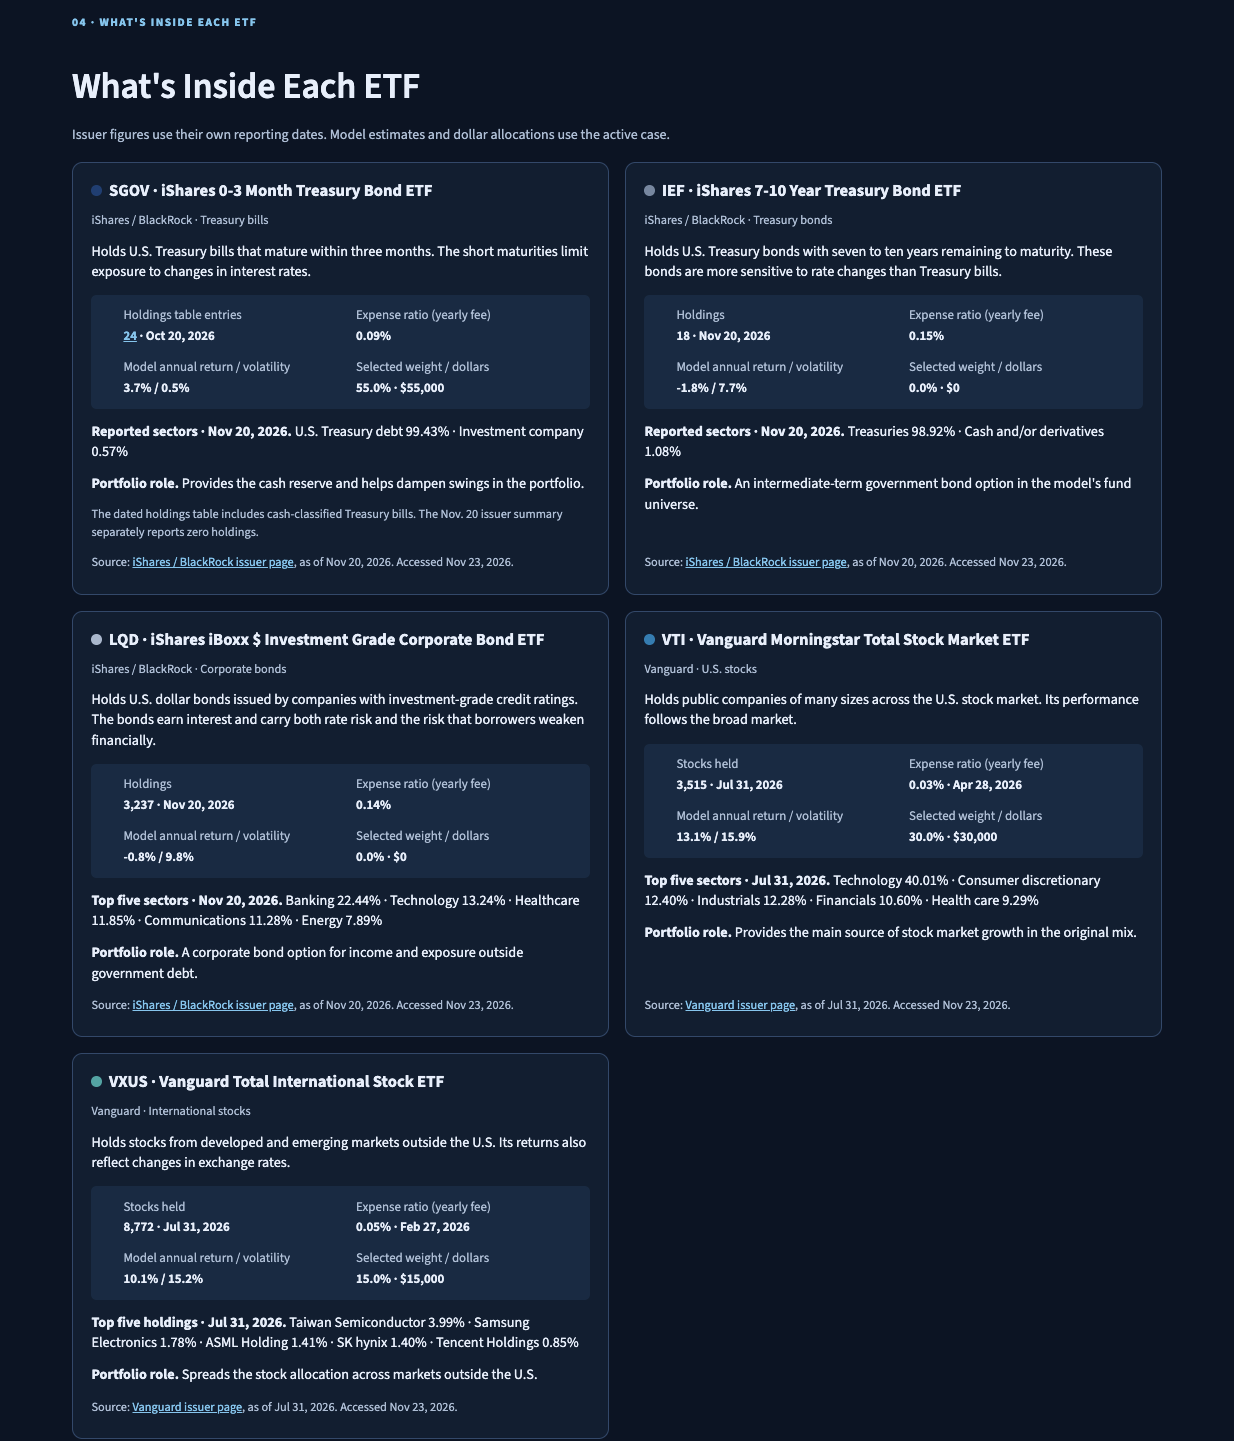 04 · WHAT'S INSIDE EACH ETF
What's Inside Each ETF
Issuer figures use their own reporting dates. Model estimates and dollar allocations use the active case.
SGOV · iShares 0-3 Month Treasury Bond ETF
iShares / BlackRock · Treasury bills
Holds U.S. Treasury bills that mature within three months. The short maturities limit
exposure to changes in interest rates.
Holdings table entries
24 · Oct 20, 2026
Expense ratio (yearly fee)
0.09%
Model annual return / volatility
3.7% / 0.5%
Selected weight / dollars
55.0% · $55,000
Reported sectors · Nov 20, 2026. U.S. Treasury debt 99.43% · Investment company
0.57%
Portfolio role. Provides the cash reserve and helps dampen swings in the portfolio.
The dated holdings table includes cash-classified Treasury bills. The Nov. 20 issuer summary
separately reports zero holdings.
Source: iShares / BlackRock issuer page, as of Nov 20, 2026. Accessed Nov 23, 2026.
IEF · iShares 7-10 Year Treasury Bond ETF
iShares / BlackRock · Treasury bonds
Holds U.S. Treasury bonds with seven to ten years remaining to maturity. These
bonds are more sensitive to rate changes than Treasury bills.
Holdings
18 · Nov 20, 2026
Expense ratio (yearly fee)
0.15%
Model annual return / volatility
-1.8% / 7.7%
Selected weight / dollars
0.0% · $0
Reported sectors · Nov 20, 2026. Treasuries 98.92% · Cash and/or derivatives
1.08%
Portfolio role. An intermediate-term government bond option in the model's fund
universe.
Source: iShares / BlackRock issuer page, as of Nov 20, 2026. Accessed Nov 23, 2026.
LQD · iShares iBoxx $ Investment Grade Corporate Bond ETF
iShares / BlackRock · Corporate bonds
Holds U.S. dollar bonds issued by companies with investment-grade credit ratings.
The bonds earn interest and carry both rate risk and the risk that borrowers weaken
financially.
Holdings
3,237 · Nov 20, 2026
Expense ratio (yearly fee)
0.14%
Model annual return / volatility
-0.8% / 9.8%
Selected weight / dollars
0.0% · $0
Top five sectors · Nov 20, 2026. Banking 22.44% · Technology 13.24% · Healthcare
11.85% · Communications 11.28% · Energy 7.89%
Portfolio role. A corporate bond option for income and exposure outside
government debt.
Source: iShares / BlackRock issuer page, as of Nov 20, 2026. Accessed Nov 23, 2026.
VTI · Vanguard Morningstar Total Stock Market ETF
Vanguard · U.S. stocks
Holds public companies of many sizes across the U.S. stock market. Its performance
follows the broad market.
Stocks held
3,515 · Jul 31, 2026
Expense ratio (yearly fee)
0.03% · Apr 28, 2026
Model annual return / volatility
13.1% / 15.9%
Selected weight / dollars
30.0% · $30,000
Top five sectors · Jul 31, 2026. Technology 40.01% · Consumer discretionary
12.40% · Industrials 12.28% · Financials 10.60% · Health care 9.29%
Portfolio role. Provides the main source of stock market growth in the original mix.
Source: Vanguard issuer page, as of Jul 31, 2026. Accessed Nov 23, 2026.
VXUS · Vanguard Total International Stock ETF
Vanguard · International stocks
Holds stocks from developed and emerging markets outside the U.S. Its returns also
reflect changes in exchange rates.
Stocks held
8,772 · Jul 31, 2026
Expense ratio (yearly fee)
0.05% · Feb 27, 2026
Model annual return / volatility
10.1% / 15.2%
Selected weight / dollars
15.0% · $15,000
Top five holdings · Jul 31, 2026. Taiwan Semiconductor 3.99% · Samsung
Electronics 1.78% · ASML Holding 1.41% · SK hynix 1.40% · Tencent Holdings 0.85%
Portfolio role. Spreads the stock allocation across markets outside the U.S.
Source: Vanguard issuer page, as of Jul 31, 2026. Accessed Nov 23, 2026.